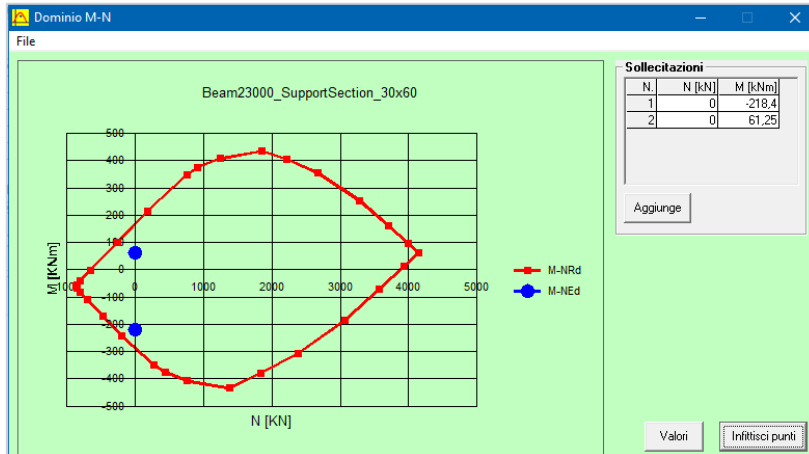 Dominio M-N
File
Beam23000_SupportSection_30x60
500
400
300
200
100
0
-100
-200
-300
-400
-500
M [KNm]
-1000 0 1000 2000 3000 4000 5000
N [KN]
M-NRd
M-NEd
Sollecitazioni
N. N [kN] M [kNm]
1 0 -218,4
2 0 61,25
Aggiunge
Valori Infittisci punti